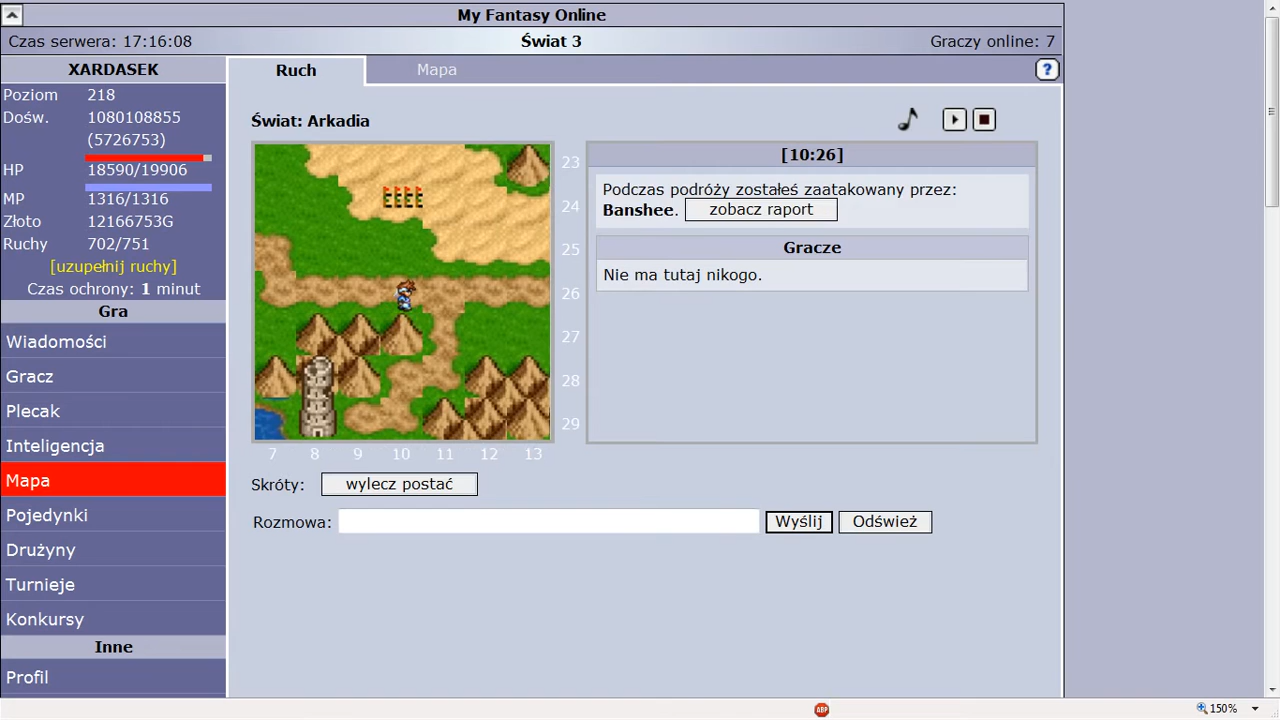 My Fantasy Online
Czas serwera: 17:16:08
Świat 3
Graczy online: 7
XARDASEK
Poziom 218
Dośw. 1080108855
(5726753)
HP 18590/19906
MP 1316/1316
Złoto 12166753G
Ruchy 702/751
[uzupełnij ruchy]
Czas ochrony: 1 minut
Gra
Wiadomości
Gracz
Plecak
Inteligencja
Mapa
Pojedynki
Drużyny
Turnieje
Konkursy
Inne
Profil
Ruch
Mapa
?
Świat: Arkadia
23
24
25
26
27
28
29
7 8 9 10 11 12 13
[10:26]
Podczas podróży zostałeś zaatakowany przez:
Banshee. zobacz raport
Gracze
Nie ma tutaj nikogo.
Skróty: wylecz postać
Rozmowa: Wyślij Odśwież
ABP
150%